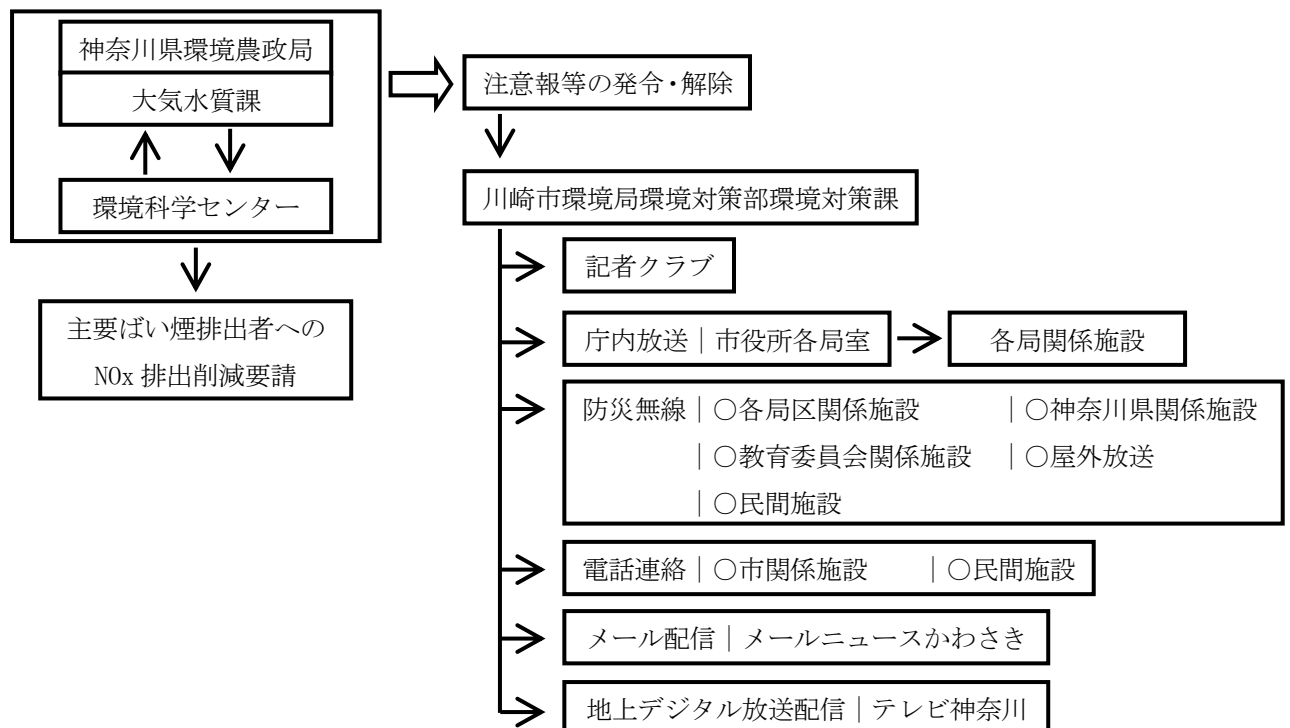 神奈川県環境農政局
大気水質課
環境科学センター
主要ばい煙排出者への
NOx 排出削減要請
注意報等の発令・解除
川崎市環境局環境対策部環境対策課
記者クラブ
庁内放送｜市役所各局室
各局関係施設
防災無線｜○各局区関係施設　｜○神奈川県関係施設
｜○教育委員会関係施設　｜○屋外放送
｜○民間施設
電話連絡｜○市関係施設　｜○民間施設
メール配信｜メールニュースかわさき
地上デジタル放送配信｜テレビ神奈川